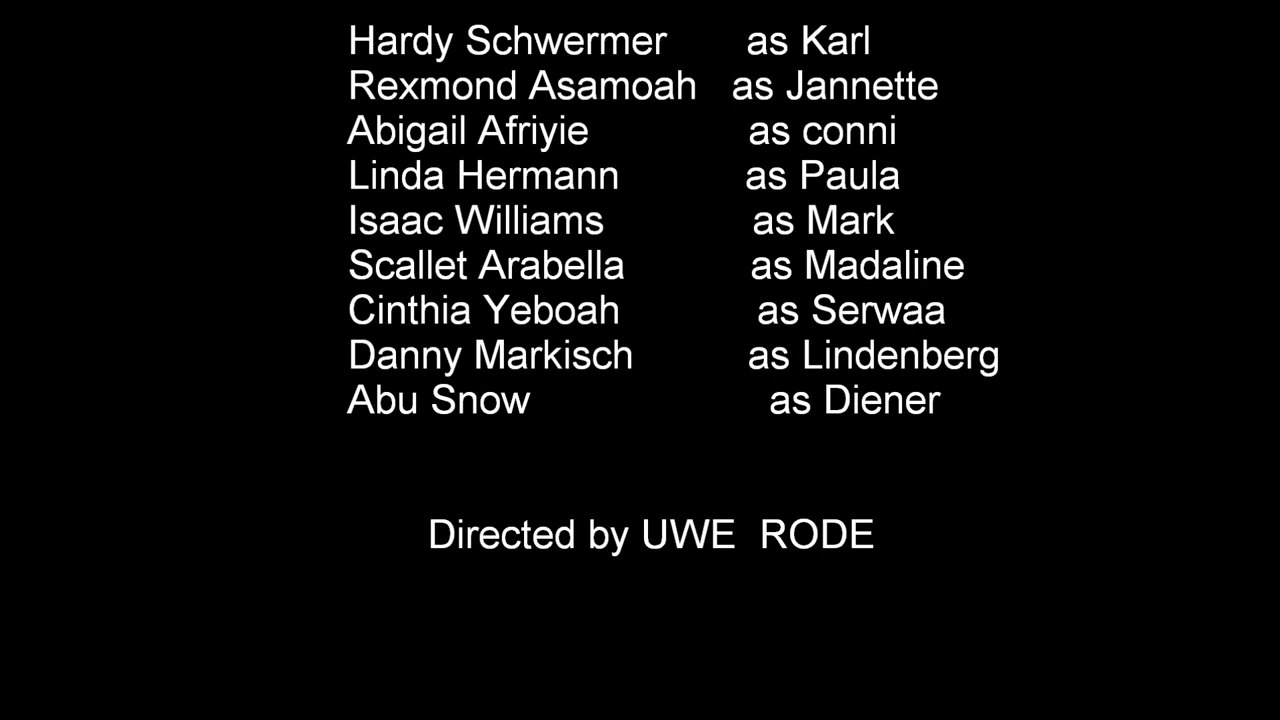 Hardy Schwermer as Karl
Rexmond Asamoah as Jannette
Abigail Afriyie as conni
Linda Hermann as Paula
Isaac Williams as Mark
Scallet Arabella as Madaline
Cinthia Yeboah as Serwaa
Danny Markisch as Lindenberg
Abu Snow as Diener
Directed by UWE RODE